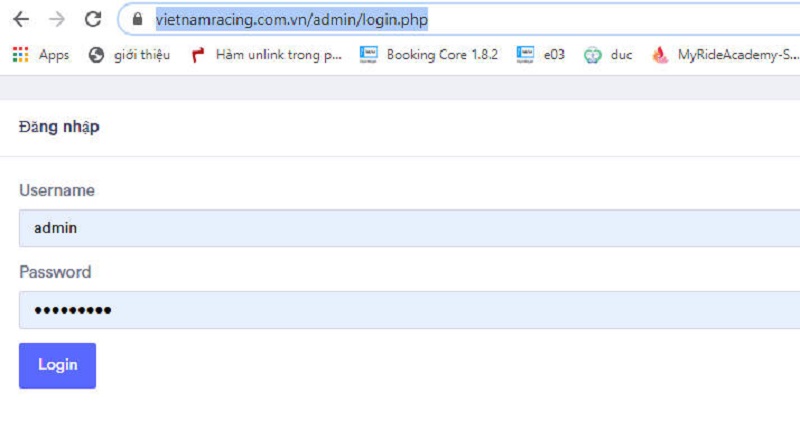 vietnamracing.com.vn/admin/login.php
Apps giới thiệu Hàm unlink trong p... Booking Core 1.8.2 e03 duc MyRideAcademy-S...
Đăng nhập
Username
admin
Password
•••••••••
Login